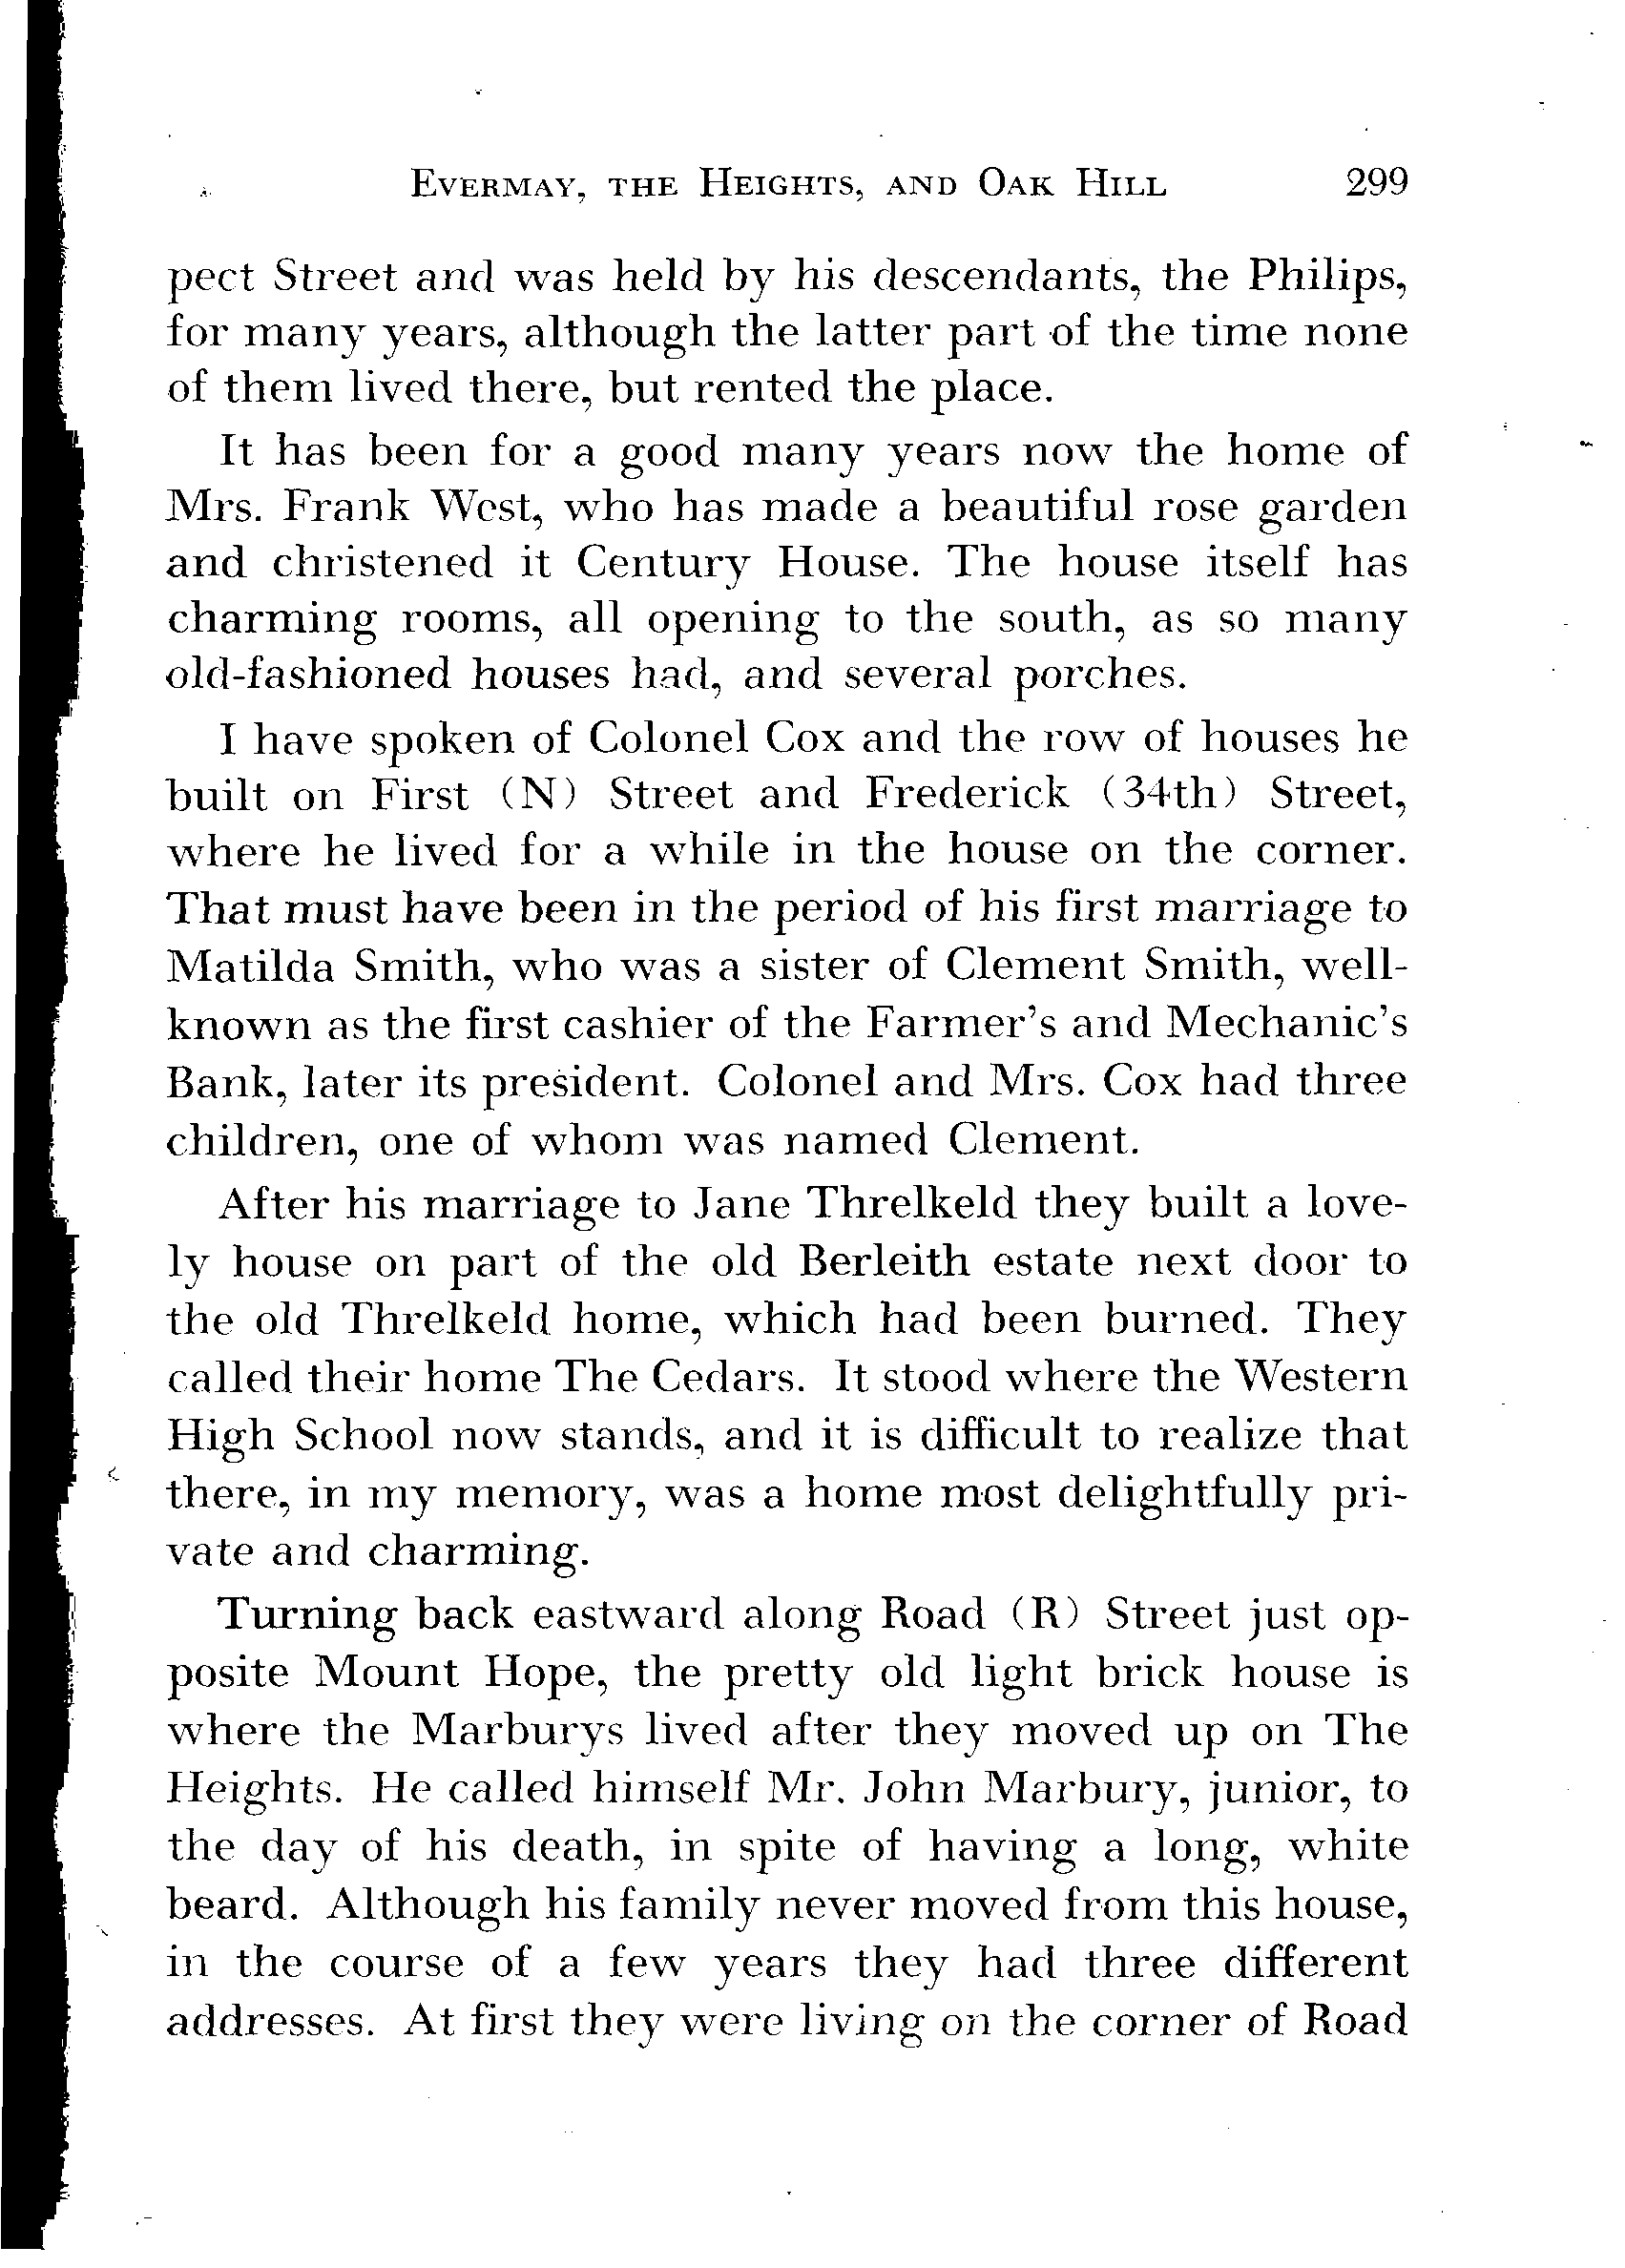 EVERMAY, THE HEIGHTS, AND OAK HILL 299
pect Street and was held by his descendants, the Philips,
for many years, although the latter part of the time none
of them lived there, but rented the place.
It has been for a good many years now the home of
Mrs. Frank West, who has made a beautiful rose garden
and christened it Century House. The house itself has
charming rooms, all opening to the south, as so many
old-fashioned houses had, and several porches.
I have spoken of Colonel Cox and the row of houses he
built on First (N) Street and Frederick (34th) Street,
where he lived for a while in the house on the corner.
That must have been in the period of his first marriage to
Matilda Smith, who was a sister of Clement Smith, well-
known as the first cashier of the Farmer's and Mechanic's
Bank, later its president. Colonel and Mrs. Cox had three
children, one of whom was named Clement.
After his marriage to Jane Threlkeld they built a love-
ly house on part of the old Berleith estate next door to
the old Threlkeld home, which had been burned. They
called their home The Cedars. It stood where the Western
High School now stands, and it is difficult to realize that
there, in my memory, was a home most delightfully pri-
vate and charming.
Turning back eastward along Road (R) Street just op-
posite Mount Hope, the pretty old light brick house is
where the Marburys lived after they moved up on The
Heights. He called himself Mr. John Marbury, junior, to
the day of his death, in spite of having a long, white
beard. Although his family never moved from this house,
in the course of a few years they had three different
addresses. At first they were living on the corner of Road